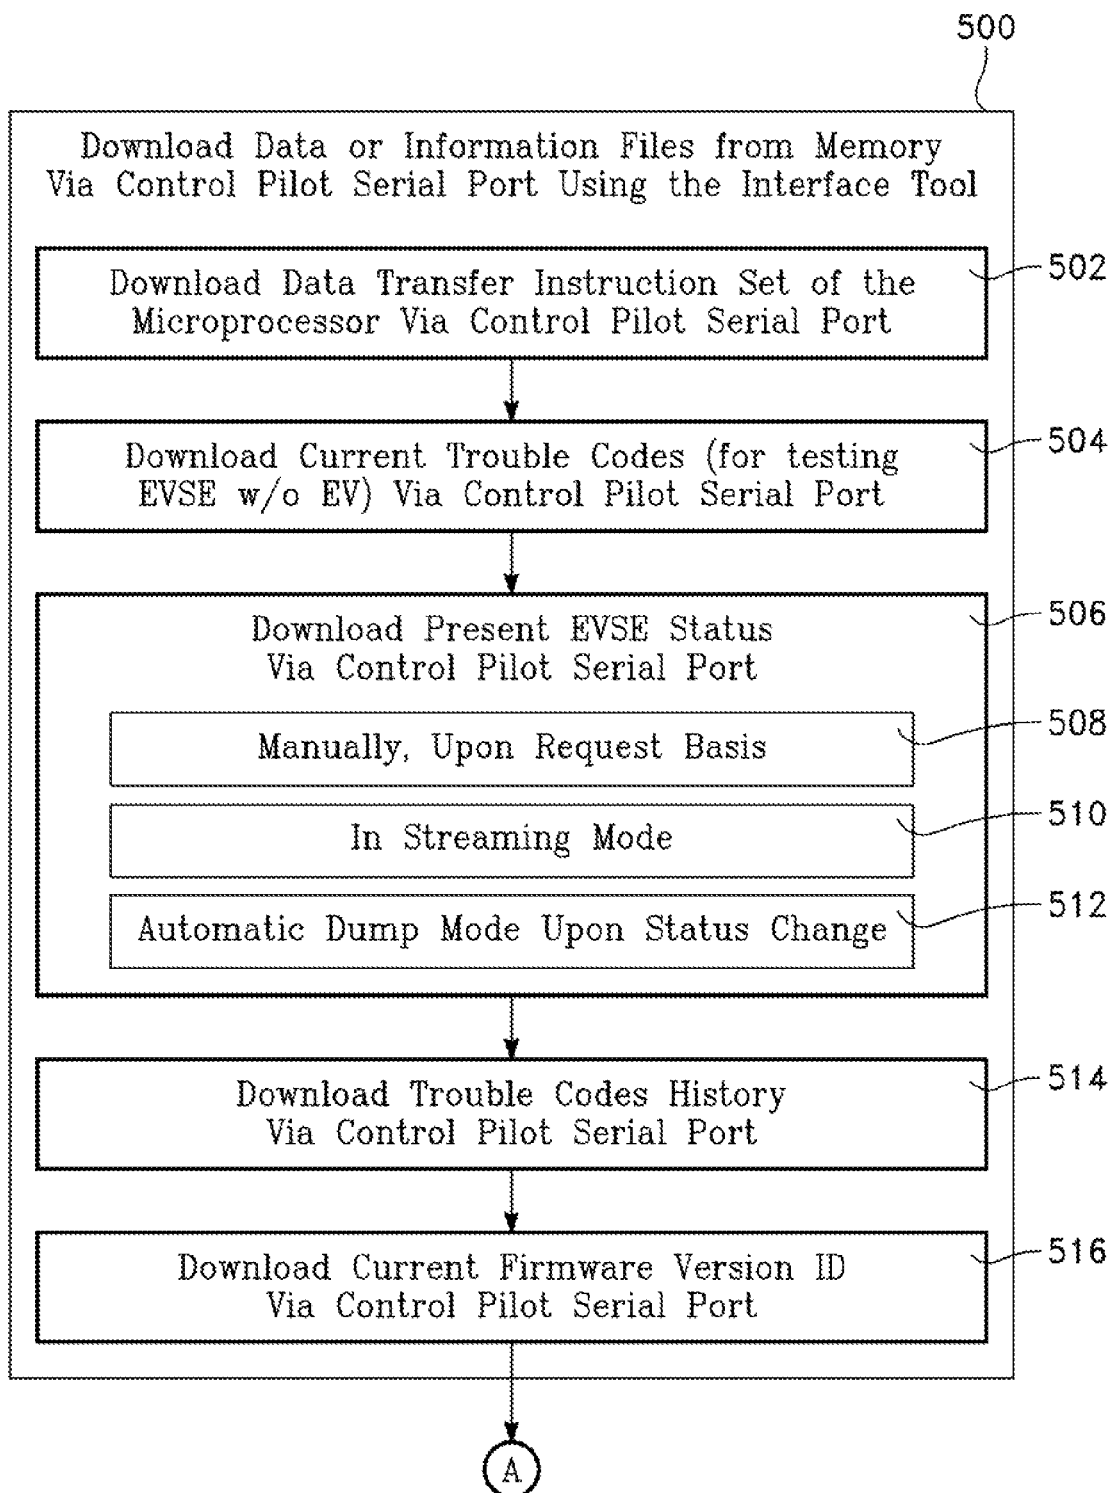 500
Download Data or Information Files from Memory
Via Control Pilot Serial Port Using the Interface Tool
502
Download Data Transfer Instruction Set of the
Microprocessor Via Control Pilot Serial Port
504
Download Current Trouble Codes (for testing
EVSE w/o EV) Via Control Pilot Serial Port
506
Download Present EVSE Status
Via Control Pilot Serial Port
508
Manually, Upon Request Basis
510
In Streaming Mode
512
Automatic Dump Mode Upon Status Change
514
Download Trouble Codes History
Via Control Pilot Serial Port
516
Download Current Firmware Version ID
Via Control Pilot Serial Port
A